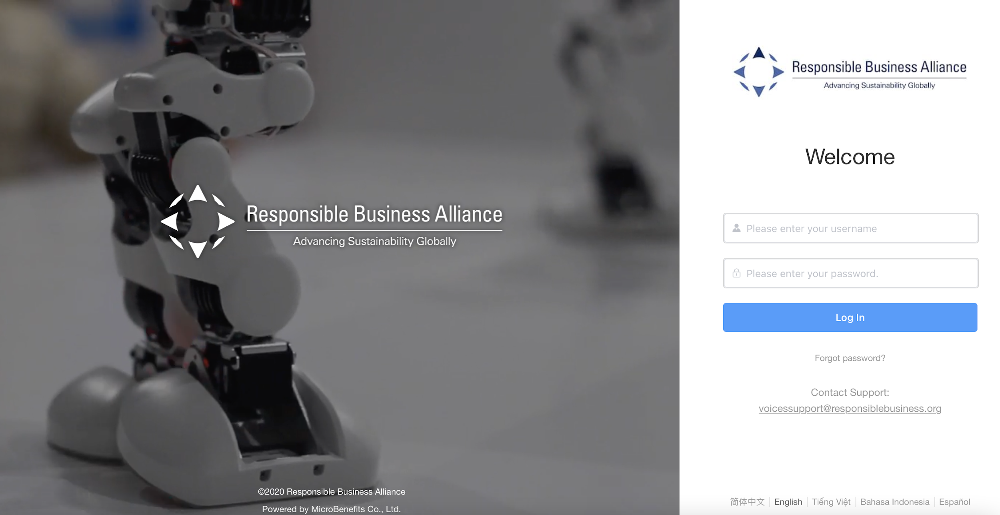 Responsible Business Alliance
Advancing Sustainability Globally
©2020 Responsible Business Alliance
Powered by MicroBenefits Co., Ltd.
Responsible Business Alliance
Advancing Sustainability Globally
Welcome
Please enter your username
Please enter your password.
Log In
Forgot password?
Contact Support:
voicessupport@responsiblebusiness.org
简体中文 English Tiếng Việt Bahasa Indonesia Español